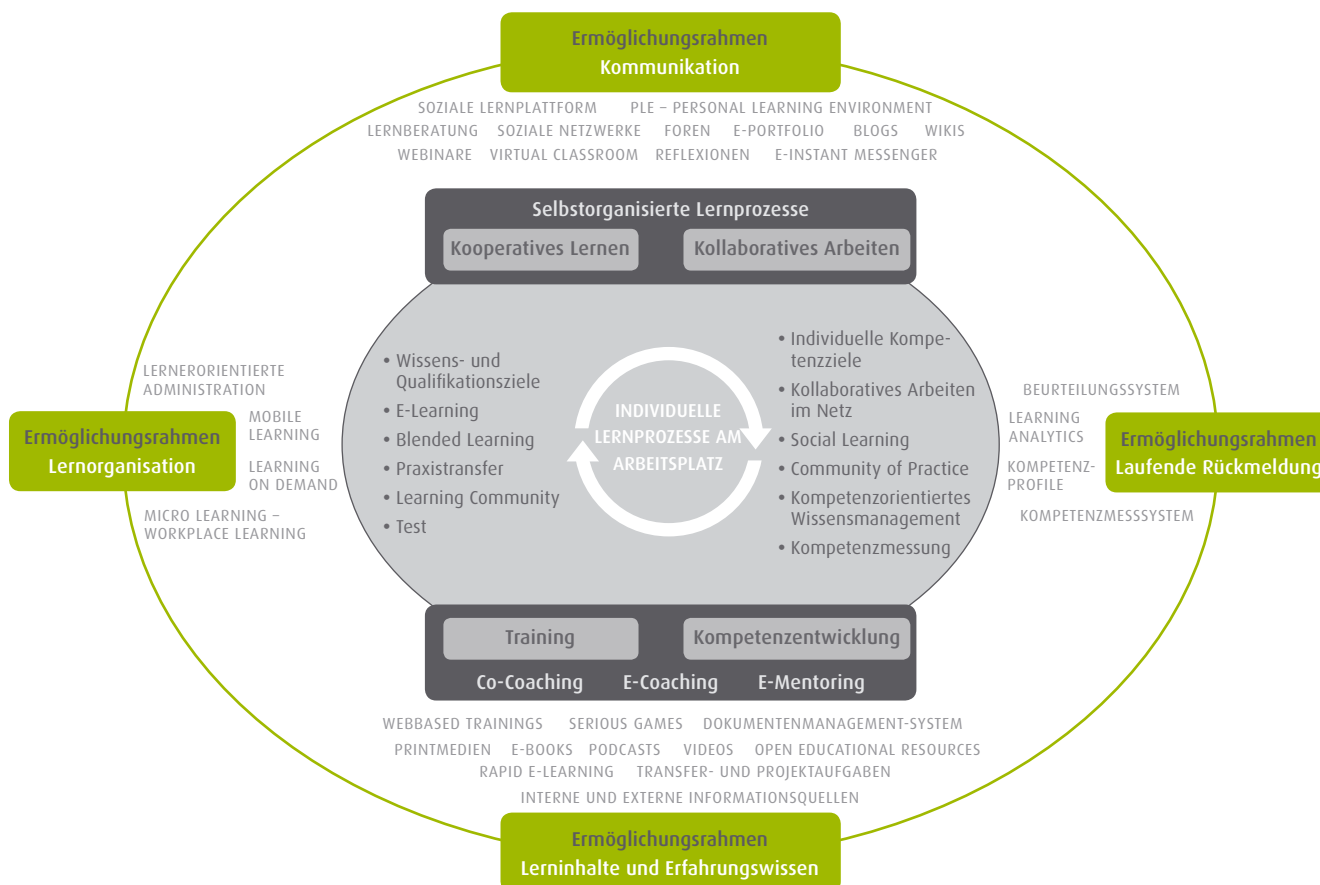 Ermöglichungsrahmen
Kommunikation
SOZIALE LERNPLATTFORM PLE – PERSONAL LEARNING ENVIRONMENT
LERNBERATUNG SOZIALE NETZWERKE FOREN E-PORTFOLIO BLOGS WIKIS
WEBINARE VIRTUAL CLASSROOM REFLEXIONEN E-INSTANT MESSENGER
Selbstorganisierte Lernprozesse
Kooperatives Lernen
Kollaboratives Arbeiten
LERNERORIENTIERTE
ADMINISTRATION
MOBILE
LEARNING
Ermöglichungsrahmen
Lernorganisation
LEARNING
ON DEMAND
MICRO LEARNING –
WORKPLACE LEARNING
• Wissens- und
Qualifikationsziele
• E-Learning
• Blended Learning
• Praxistransfer
• Learning Community
• Test
INDIVIDUELLE
LERNPROZESSE AM
ARBEITSPLATZ
• Individuelle Kompe-
tenzziele
• Kollaboratives Arbeiten
im Netz
• Social Learning
• Community of Practice
• Kompetenzorientiertes
Wissensmanagement
• Kompetenzmessung
BEURTEILUNGSSYSTEM
LEARNING
ANALYTICS
Ermöglichungsrahmen
Laufende Rückmeldung
KOMPETENZ-
PROFILE
KOMPETENZMESSSYSTEM
Training
Kompetenzentwicklung
Co-Coaching E-Coaching E-Mentoring
WEBBASED TRAININGS SERIOUS GAMES DOKUMENTENMANAGEMENT-SYSTEM
PRINTMEDIEN E-BOOKS PODCASTS VIDEOS OPEN EDUCATIONAL RESOURCES
RAPID E-LEARNING TRANSFER- UND PROJEKTAUFGABEN
INTERNE UND EXTERNE INFORMATIONSQUELLEN
Ermöglichungsrahmen
Lerninhalte und Erfahrungswissen